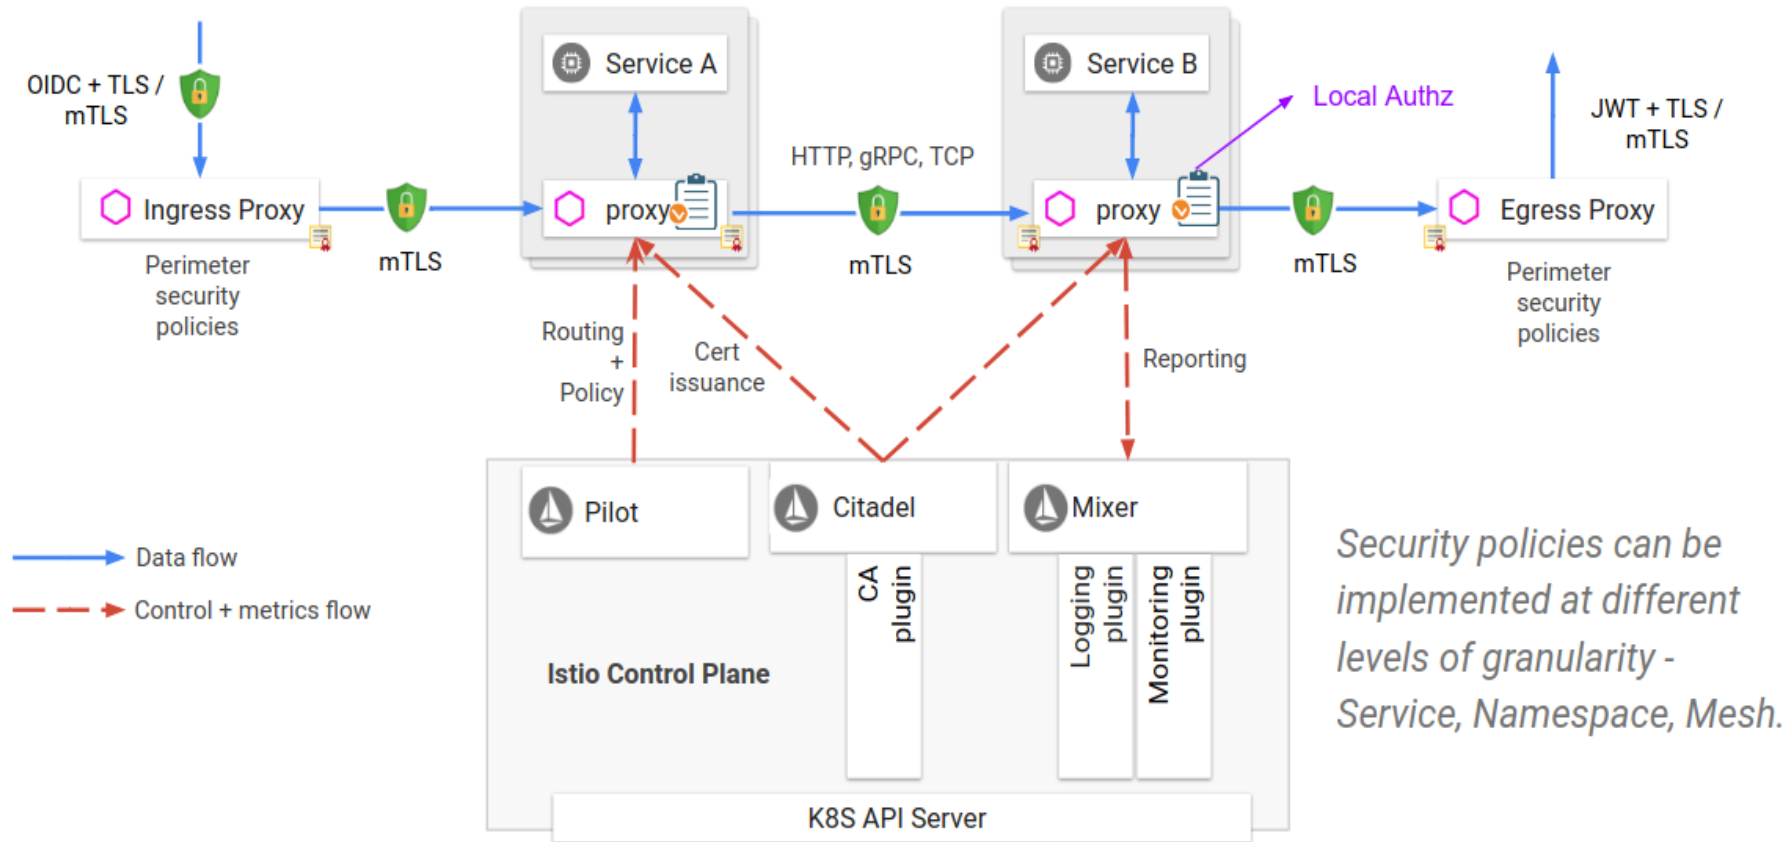 OIDC + TLS /
mTLS
Ingress Proxy
Perimeter
security
policies
mTLS
Service A
proxy
HTTP, gRPC, TCP
mTLS
Service B
proxy
Local Authz
mTLS
JWT + TLS /
mTLS
Egress Proxy
Perimeter
security
policies
Routing
+
Policy
Cert
issuance
Reporting
Pilot
Citadel
Mixer
CA
plugin
Logging
plugin
Monitoring
plugin
Istio Control Plane
K8S API Server
Data flow
Control + metrics flow
Security policies can be
implemented at different
levels of granularity -
Service, Namespace, Mesh.